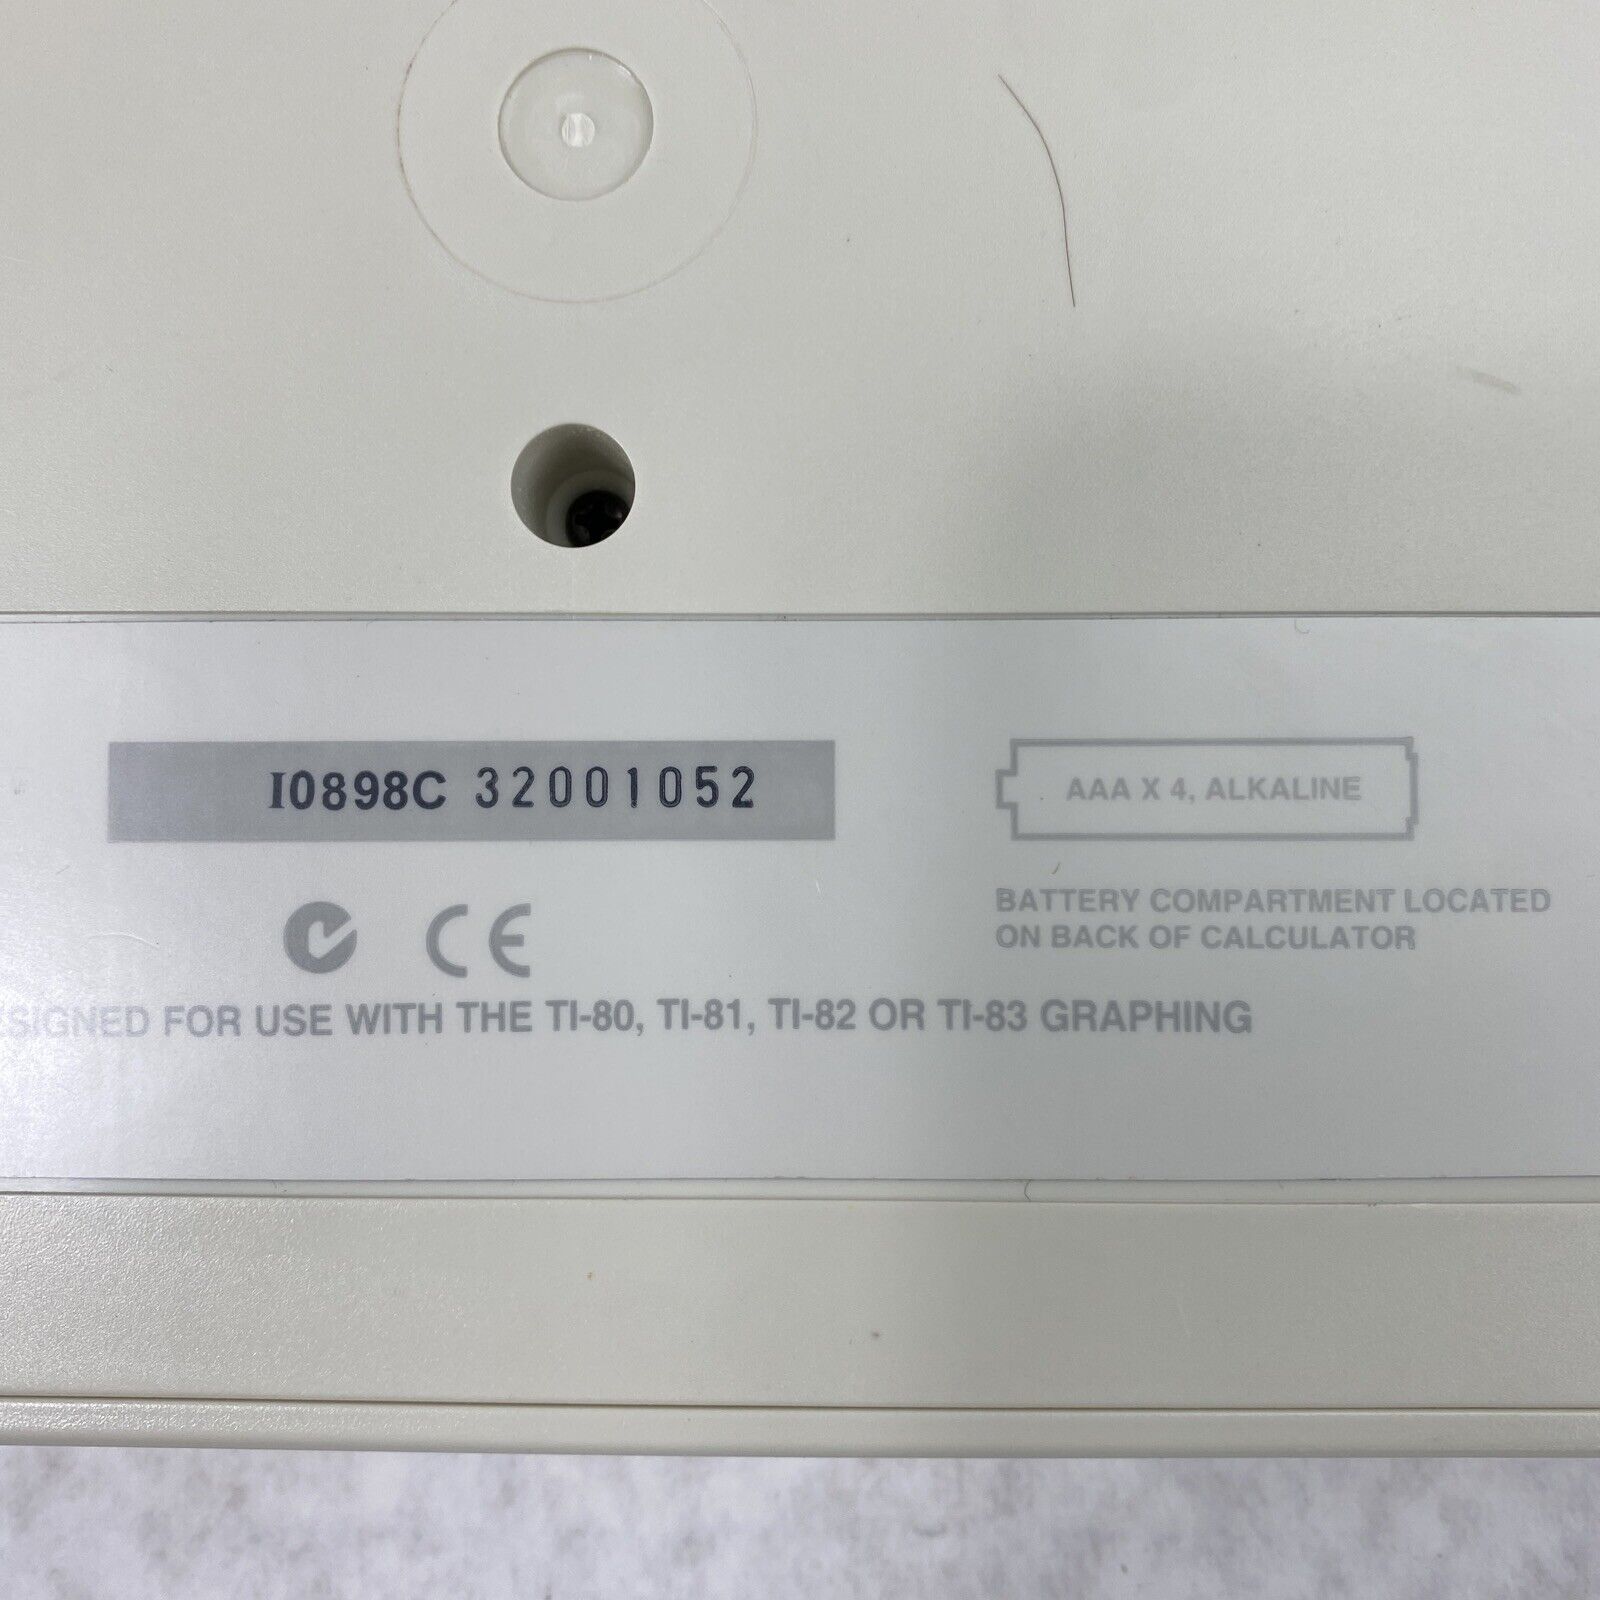 I0898C 32001052
AAA X 4, ALKALINE
BATTERY COMPARTMENT LOCATED
ON BACK OF CALCULATOR
CE
SIGNED FOR USE WITH THE TI-80, TI-81, TI-82 OR TI-83 GRAPHING